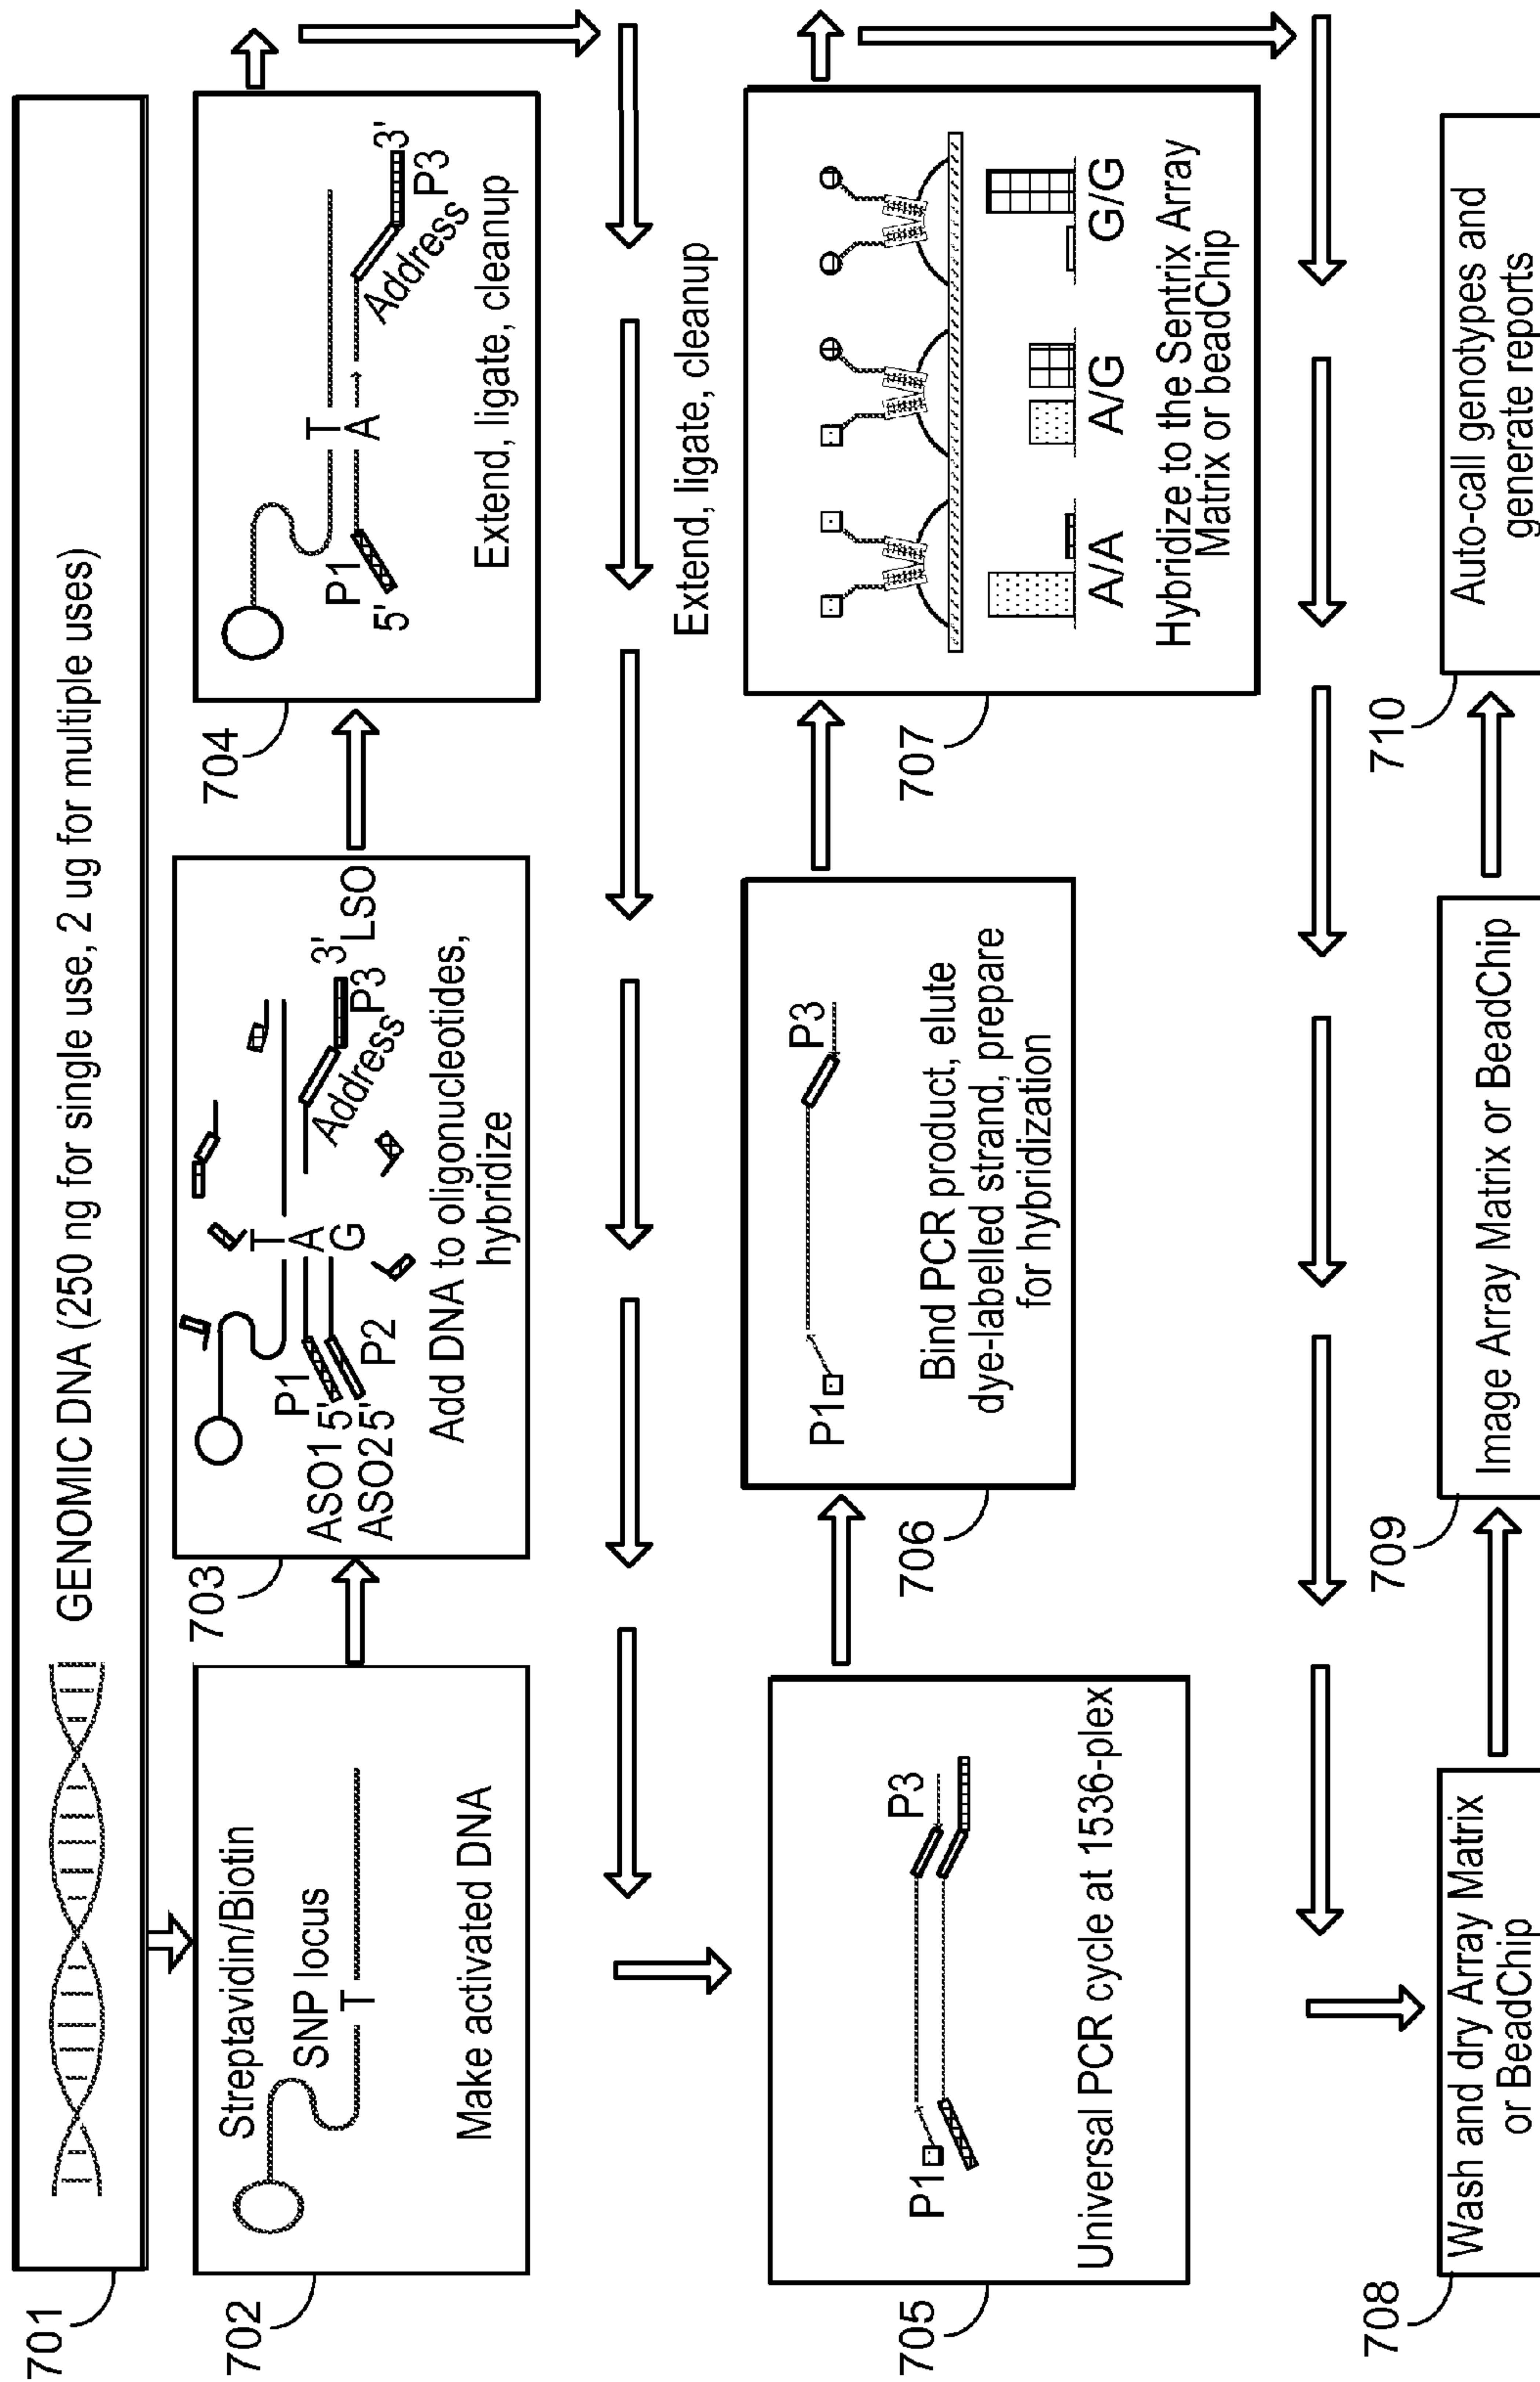 701
GENOMIC DNA (250 ng for single use, 2 ug for multiple uses)
702
Streptavidin/Biotin
SNP locus
T
Make activated DNA
703
T
A
G
P1
ASO1 5'
ASO2 5'
P2
Address
P3
3'
LSO
Add DNA to oligonucleotides,
hybridize
704
T
A
P1
5'
Address
P3
3'
Extend, ligate, cleanup
Extend, ligate, cleanup
705
P1
P3
Universal PCR cycle at 1536-plex
706
P1
P3
Bind PCR product, elute
dye-labelled strand, prepare
for hybridization
707
A/A
A/G
G/G
Hybridize to the Sentrix Array
Matrix or beadChip
708
Wash and dry Array Matrix
or BeadChip
709
Image Array Matrix or BeadChip
710
Auto-call genotypes and
generate reports